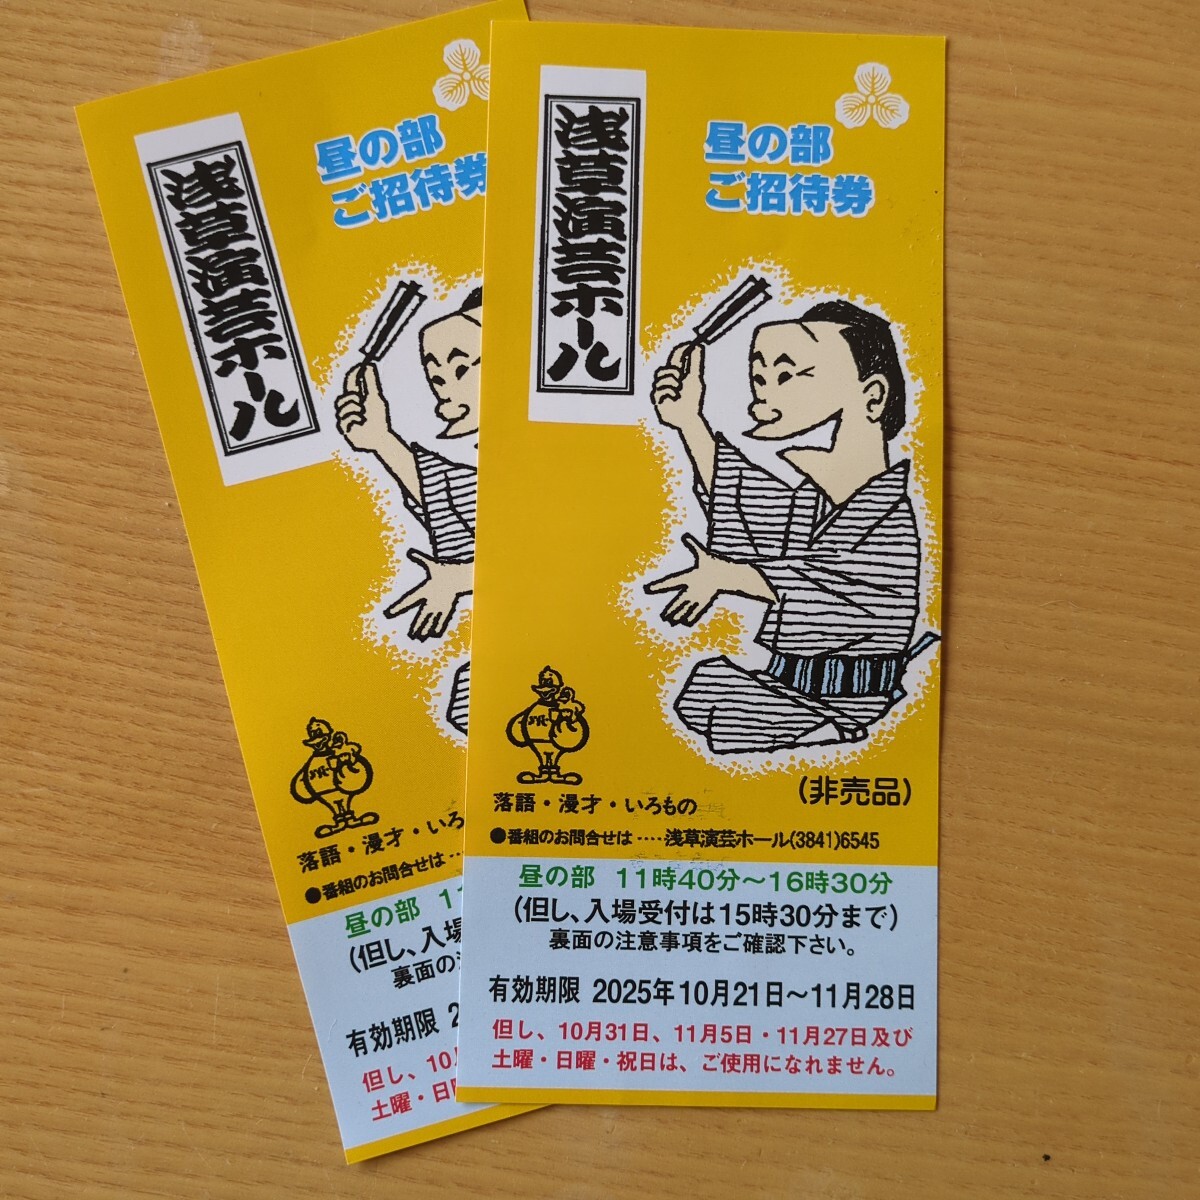 浅草演芸ホール
昼の部
ご招待券
(非売品)
落語・漫才・いろもの
●番組のお問合せは‥‥浅草演芸ホール(3841)6545
昼の部 11時40分～16時30分
(但し、入場受付は15時30分まで)
裏面の注意事項をご確認下さい。
有効期限 2025年10月21日～11月28日
但し、10月31日、11月5日・11月27日及び
土曜・日曜・祝日は、ご使用になれません。
浅草演芸ホール
昼の部
ご招待券
落語・漫才・いろ
●番組のお問合せは‥
昼の部 1
(但し、入場
裏面の
有効期限 2
但し、10月
土曜・日